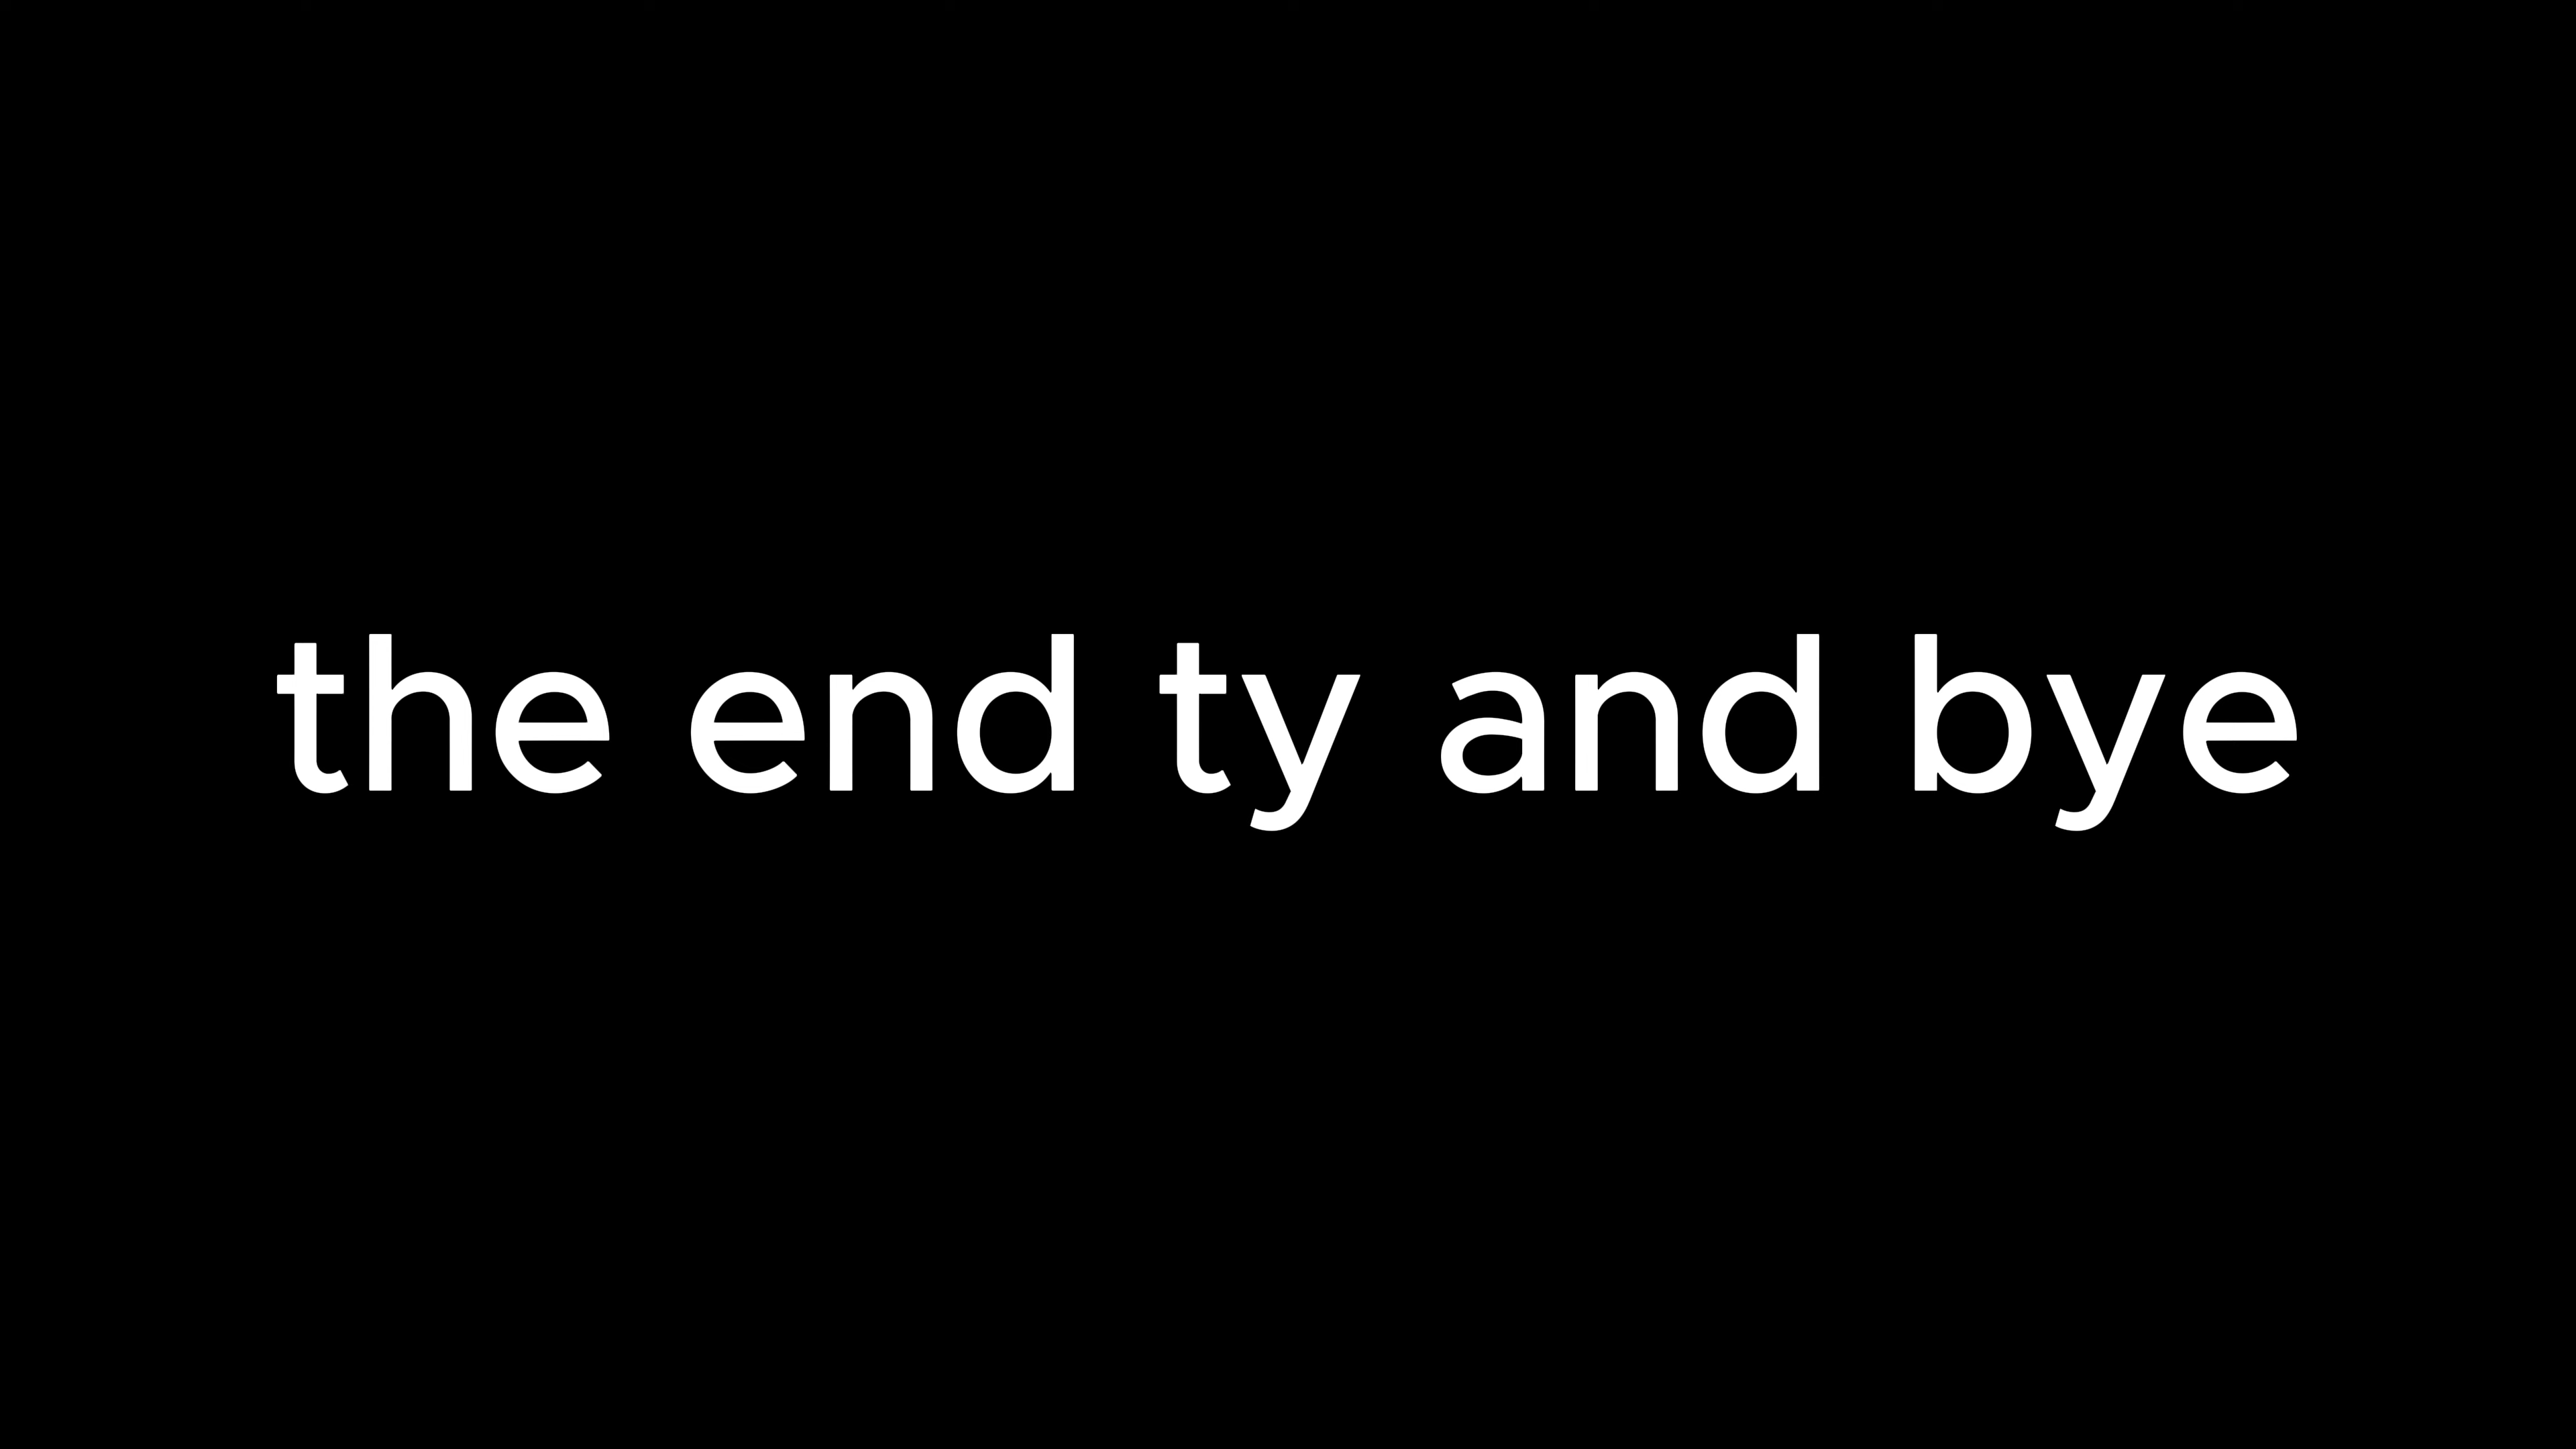 the end ty and bye